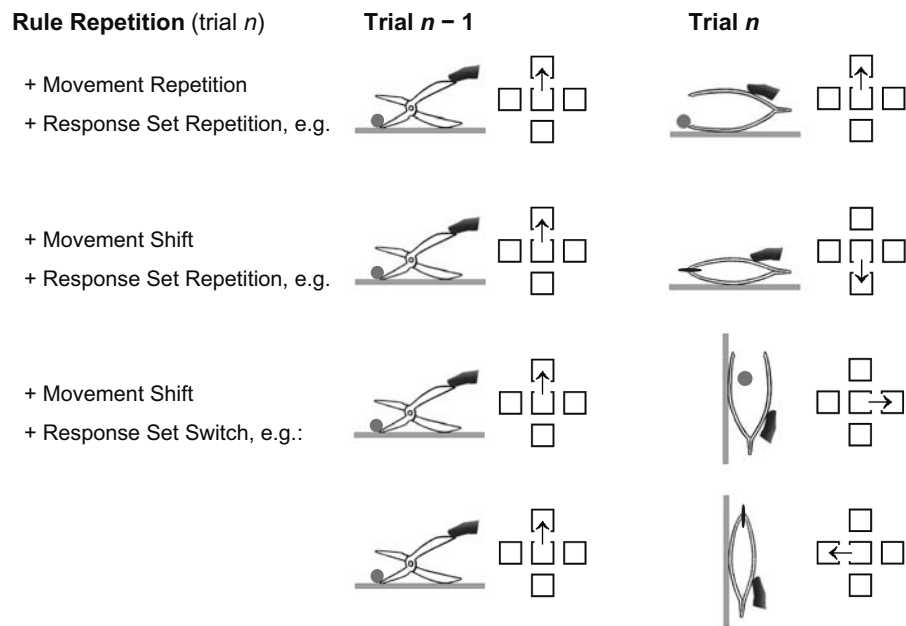 Rule Repetition (trial n) Trial n − 1 Trial n
+ Movement Repetition
+ Response Set Repetition, e.g.
+ Movement Shift
+ Response Set Repetition, e.g.
+ Movement Shift
+ Response Set Switch, e.g.: